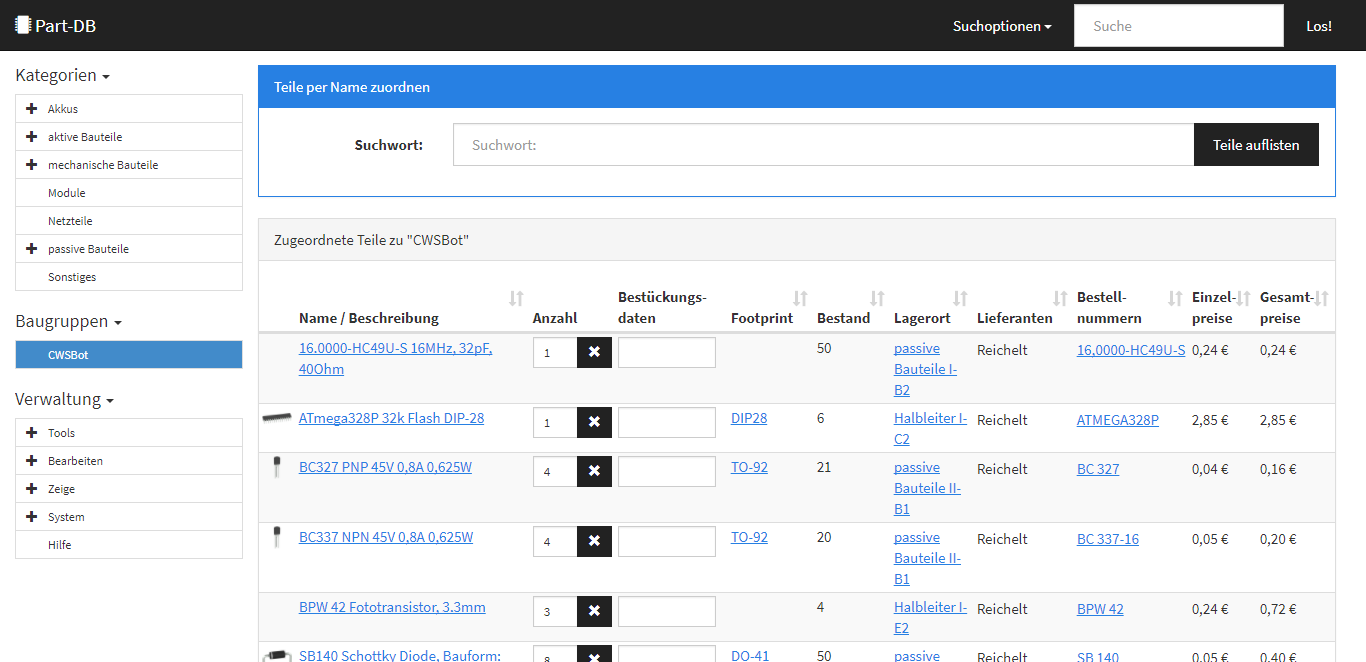 Part-DB
Suchoptionen
Suche
Los!
Kategorien
Akkus
aktive Bauteile
mechanische Bauteile
Module
Netzteile
passive Bauteile
Sonstiges
Baugruppen
CWSBot
Verwaltung
Tools
Bearbeiten
Zeige
System
Hilfe
Teile per Name zuordnen
Suchwort: Suchwort: Teile auflisten
Zugeordnete Teile zu "CWSBot"
Name / Beschreibung
Anzahl
Bestückungs-
daten
Footprint
Bestand
Lagerort
Lieferanten
Bestell-
nummern
Einzel-
preise
Gesamt-
preise
16.0000-HC49U-S 16MHz, 32pF,
40Ohm
1
50
passive
Bauteile I-
B2
Reichelt
16,0000-HC49U-S
0,24 €
0,24 €
ATmega328P 32k Flash DIP-28
1
DIP28
6
Halbleiter I-
C2
Reichelt
ATMEGA328P
2,85 €
2,85 €
BC327 PNP 45V 0,8A 0,625W
4
TO-92
21
passive
Bauteile II-
B1
Reichelt
BC 327
0,04 €
0,16 €
BC337 NPN 45V 0,8A 0,625W
4
TO-92
20
passive
Bauteile II-
B1
Reichelt
BC 337-16
0,05 €
0,20 €
BPW 42 Fototransistor, 3.3mm
3
4
Halbleiter I-
E2
Reichelt
BPW 42
0,24 €
0,72 €
SB140 Schottky Diode, Bauform:
8
DO-41
50
passive
Reichelt
SB 140
0,05 €
0,40 €